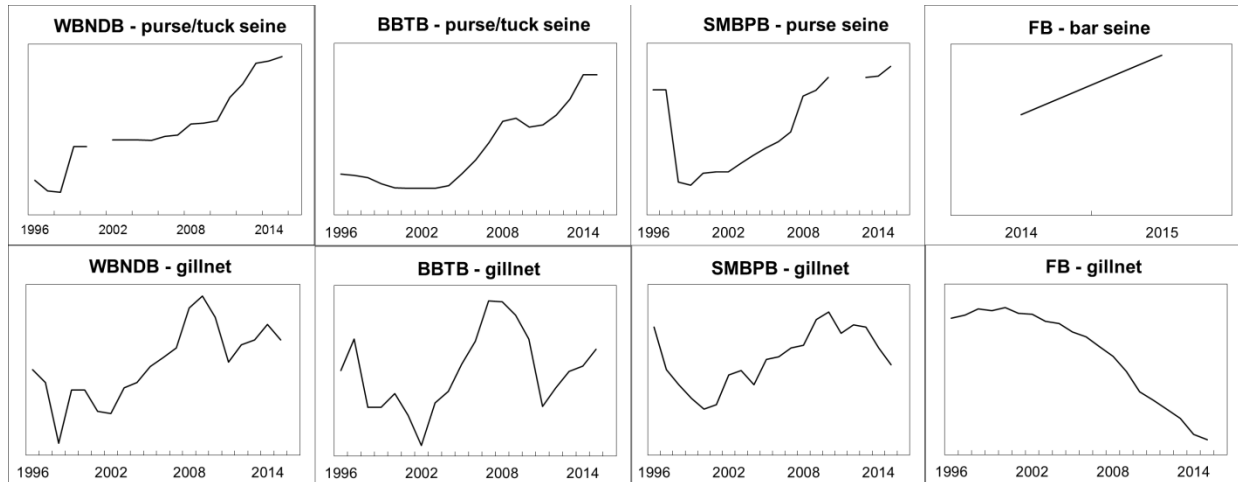 WBNDB - purse/tuck seine
BBTB - purse/tuck seine
SMBPB - purse seine
FB - bar seine
1996 2002 2008 2014
1996 2002 2008 2014
1996 2002 2008 2014
2014 2015
WBNDB - gillnet
BBTB - gillnet
SMBPB - gillnet
FB - gillnet
1996 2002 2008 2014
1996 2002 2008 2014
1996 2002 2008 2014
1996 2002 2008 2014